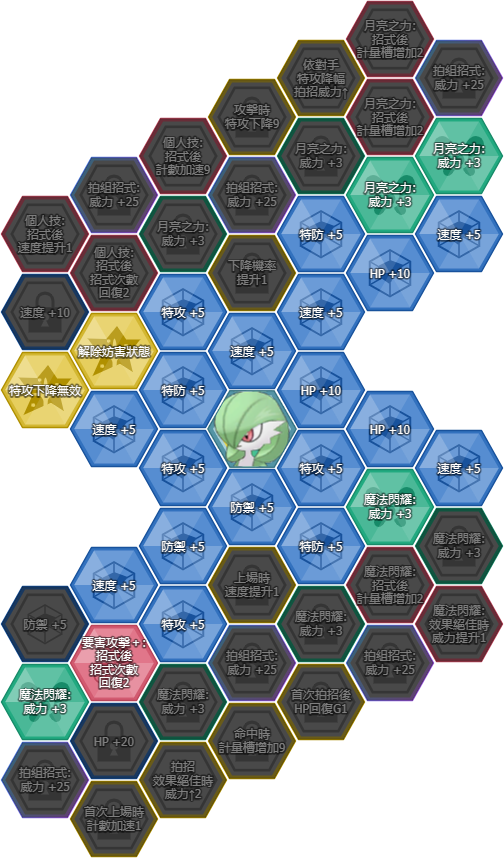 月亮之力:
招式後
計量槽增加2
依對手
特攻降幅
拍招威力↑
拍組招式:
威力 +25
攻擊時
特攻下降9
月亮之力:
招式後
計量槽增加2
個人技:
招式後
計數加速9
月亮之力:
威力 +3
月亮之力:
威力 +3
拍組招式:
威力 +25
拍組招式:
威力 +25
月亮之力:
威力 +3
個人技:
招式後
速度提升1
月亮之力:
威力 +3
特防 +5
速度 +5
個人技:
招式後
招式次數
回復2
下降機率
提升1
HP +10
速度 +10
特攻 +5
速度 +5
解除妨害狀態
速度 +5
特攻下降無效
特防 +5
HP +10
速度 +5
HP +10
特攻 +5
特攻 +5
速度 +5
防禦 +5
魔法閃耀:
威力 +3
防禦 +5
特防 +5
魔法閃耀:
威力 +3
速度 +5
上場時
速度提升1
魔法閃耀:
招式後
計量槽增加2
防禦 +5
特攻 +5
魔法閃耀:
威力 +3
魔法閃耀:
效果絕佳時
威力提升1
要害攻擊＋:
招式後
招式次數
回復2
拍組招式:
威力 +25
拍組招式:
威力 +25
魔法閃耀:
威力 +3
魔法閃耀:
威力 +3
首次拍招後
HP回復G1
HP +20
命中時
計量槽增加9
拍組招式:
威力 +25
拍招
效果絕佳時
威力↑2
首次上場時
計數加速1